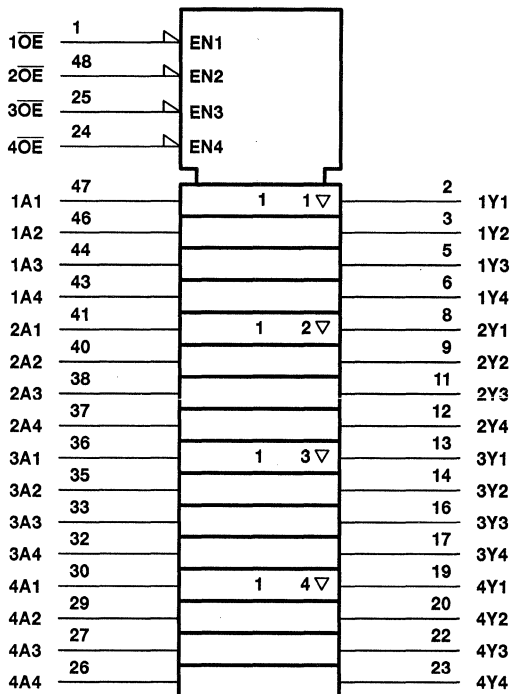 1O̅E̅ 1 EN1
2O̅E̅ 48 EN2
3O̅E̅ 25 EN3
4O̅E̅ 24 EN4
1A1 47 1 1 ▽ 2 1Y1
1A2 46 3 1Y2
1A3 44 5 1Y3
1A4 43 6 1Y4
2A1 41 1 2 ▽ 8 2Y1
2A2 40 9 2Y2
2A3 38 11 2Y3
2A4 37 12 2Y4
3A1 36 1 3 ▽ 13 3Y1
3A2 35 14 3Y2
3A3 33 16 3Y3
3A4 32 17 3Y4
4A1 30 1 4 ▽ 19 4Y1
4A2 29 20 4Y2
4A3 27 22 4Y3
4A4 26 23 4Y4